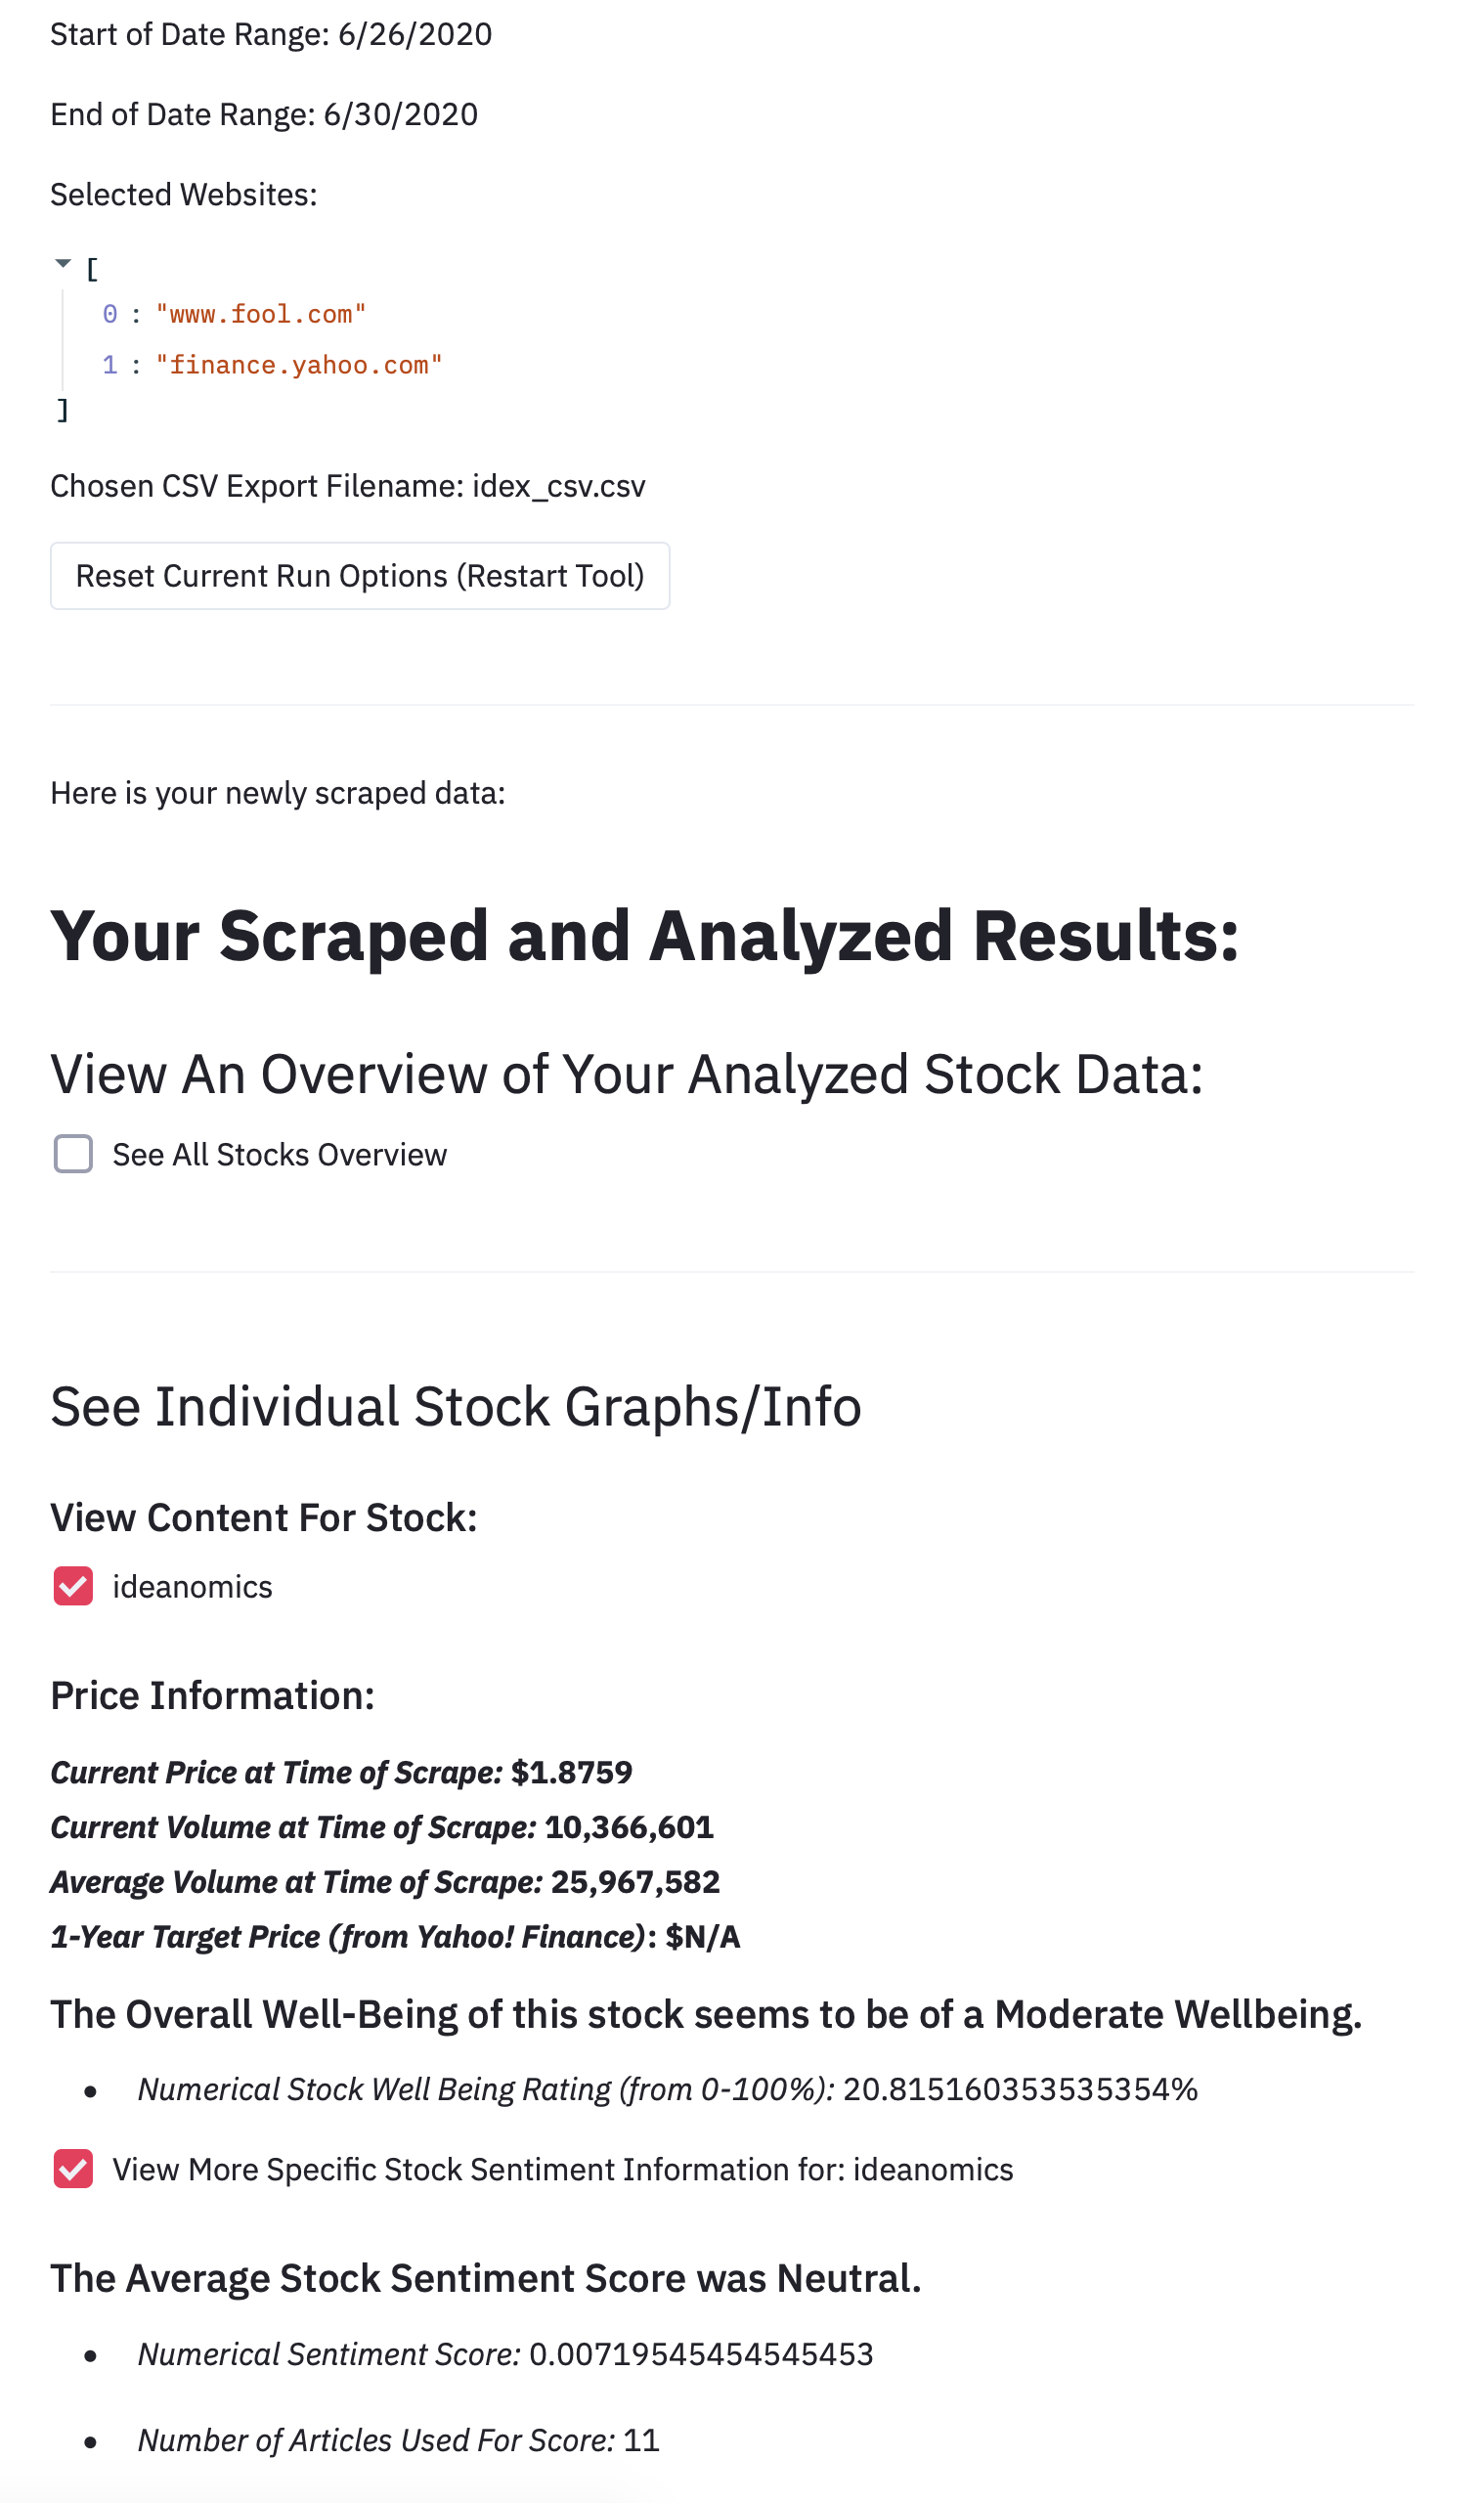 Start of Date Range: 6/26/2020
End of Date Range: 6/30/2020
Selected Websites:
[
0 : "www.fool.com"
1 : "finance.yahoo.com"
]
Chosen CSV Export Filename: idex_csv.csv
Reset Current Run Options (Restart Tool)
Here is your newly scraped data:
Your Scraped and Analyzed Results:
View An Overview of Your Analyzed Stock Data:
See All Stocks Overview
See Individual Stock Graphs/Info
View Content For Stock:
ideanomics
Price Information:
Current Price at Time of Scrape: $1.8759
Current Volume at Time of Scrape: 10,366,601
Average Volume at Time of Scrape: 25,967,582
1-Year Target Price (from Yahoo! Finance): $N/A
The Overall Well-Being of this stock seems to be of a Moderate Wellbeing.
• Numerical Stock Well Being Rating (from 0-100%): 20.815160353535354%
View More Specific Stock Sentiment Information for: ideanomics
The Average Stock Sentiment Score was Neutral.
• Numerical Sentiment Score: 0.00719545454545453
• Number of Articles Used For Score: 11